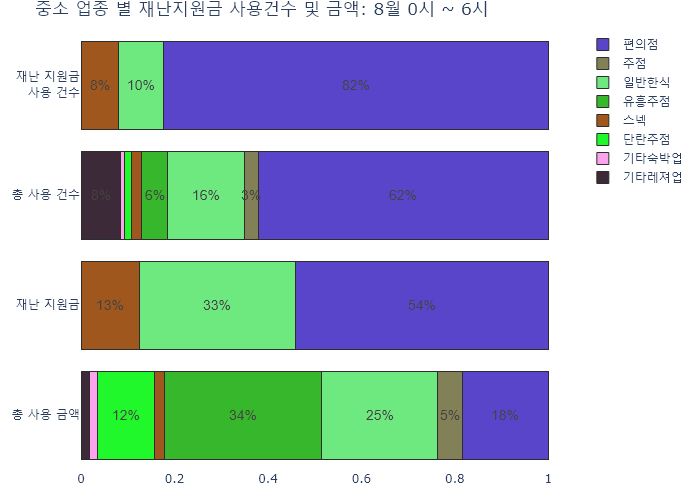 중소 업종 별 재난지원금 사용건수 및 금액: 8월 0시 ~ 6시
재난 지원금
사용 건수
8%
10%
82%
총 사용 건수
8%
6%
16%
3%
62%
재난 지원금
13%
33%
54%
총 사용 금액
12%
34%
25%
5%
18%
0
0.2
0.4
0.6
0.8
1
편의점
주점
일반한식
유흥주점
스넥
단란주점
기타숙박업
기타레져업